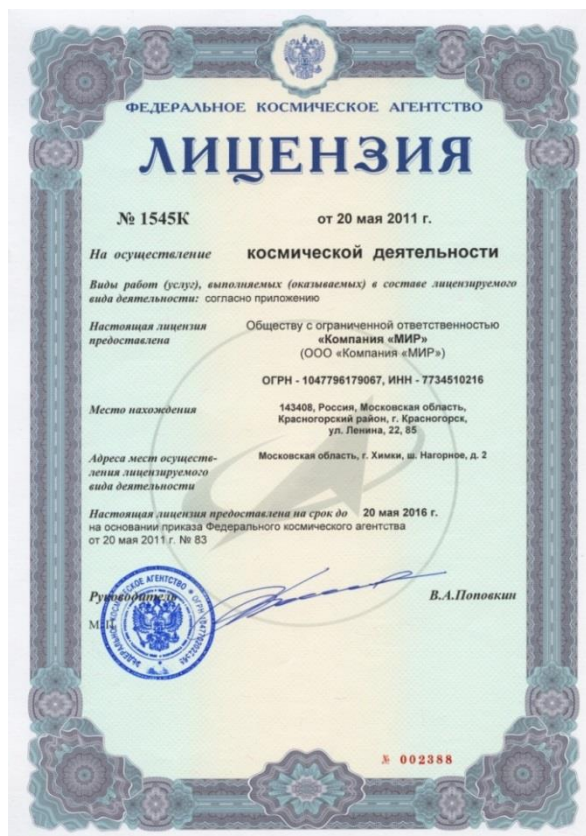 ФЕДЕРАЛЬНОЕ КОСМИЧЕСКОЕ АГЕНТСТВО
ЛИЦЕНЗИЯ
№ 1545К от 20 мая 2011 г.
На осуществление космической деятельности
Виды работ (услуг), выполняемых (оказываемых) в составе лицензируемого
вида деятельности: согласно приложению
Настоящая лицензия Обществу с ограниченной ответственностью
предоставлена «Компания «МИР»
(ООО «Компания «МИР»)
ОГРН - 1047796179067, ИНН - 7734510216
Место нахождения 143408, Россия, Московская область,
Красногорский район, г. Красногорск,
ул. Ленина, 22, 85
Адреса мест осуществ- Московская область, г. Химки, ш. Нагорное, д. 2
ления лицензируемого
вида деятельности
Настоящая лицензия предоставлена на срок до 20 мая 2016 г.
на основании приказа Федерального космического агентства
от 20 мая 2011 г. № 83
Руководитель В.А.Поповкин
М.П.
ФЕДЕРАЛЬНОЕ КОСМИЧЕСКОЕ АГЕНТСТВО
№ 002388